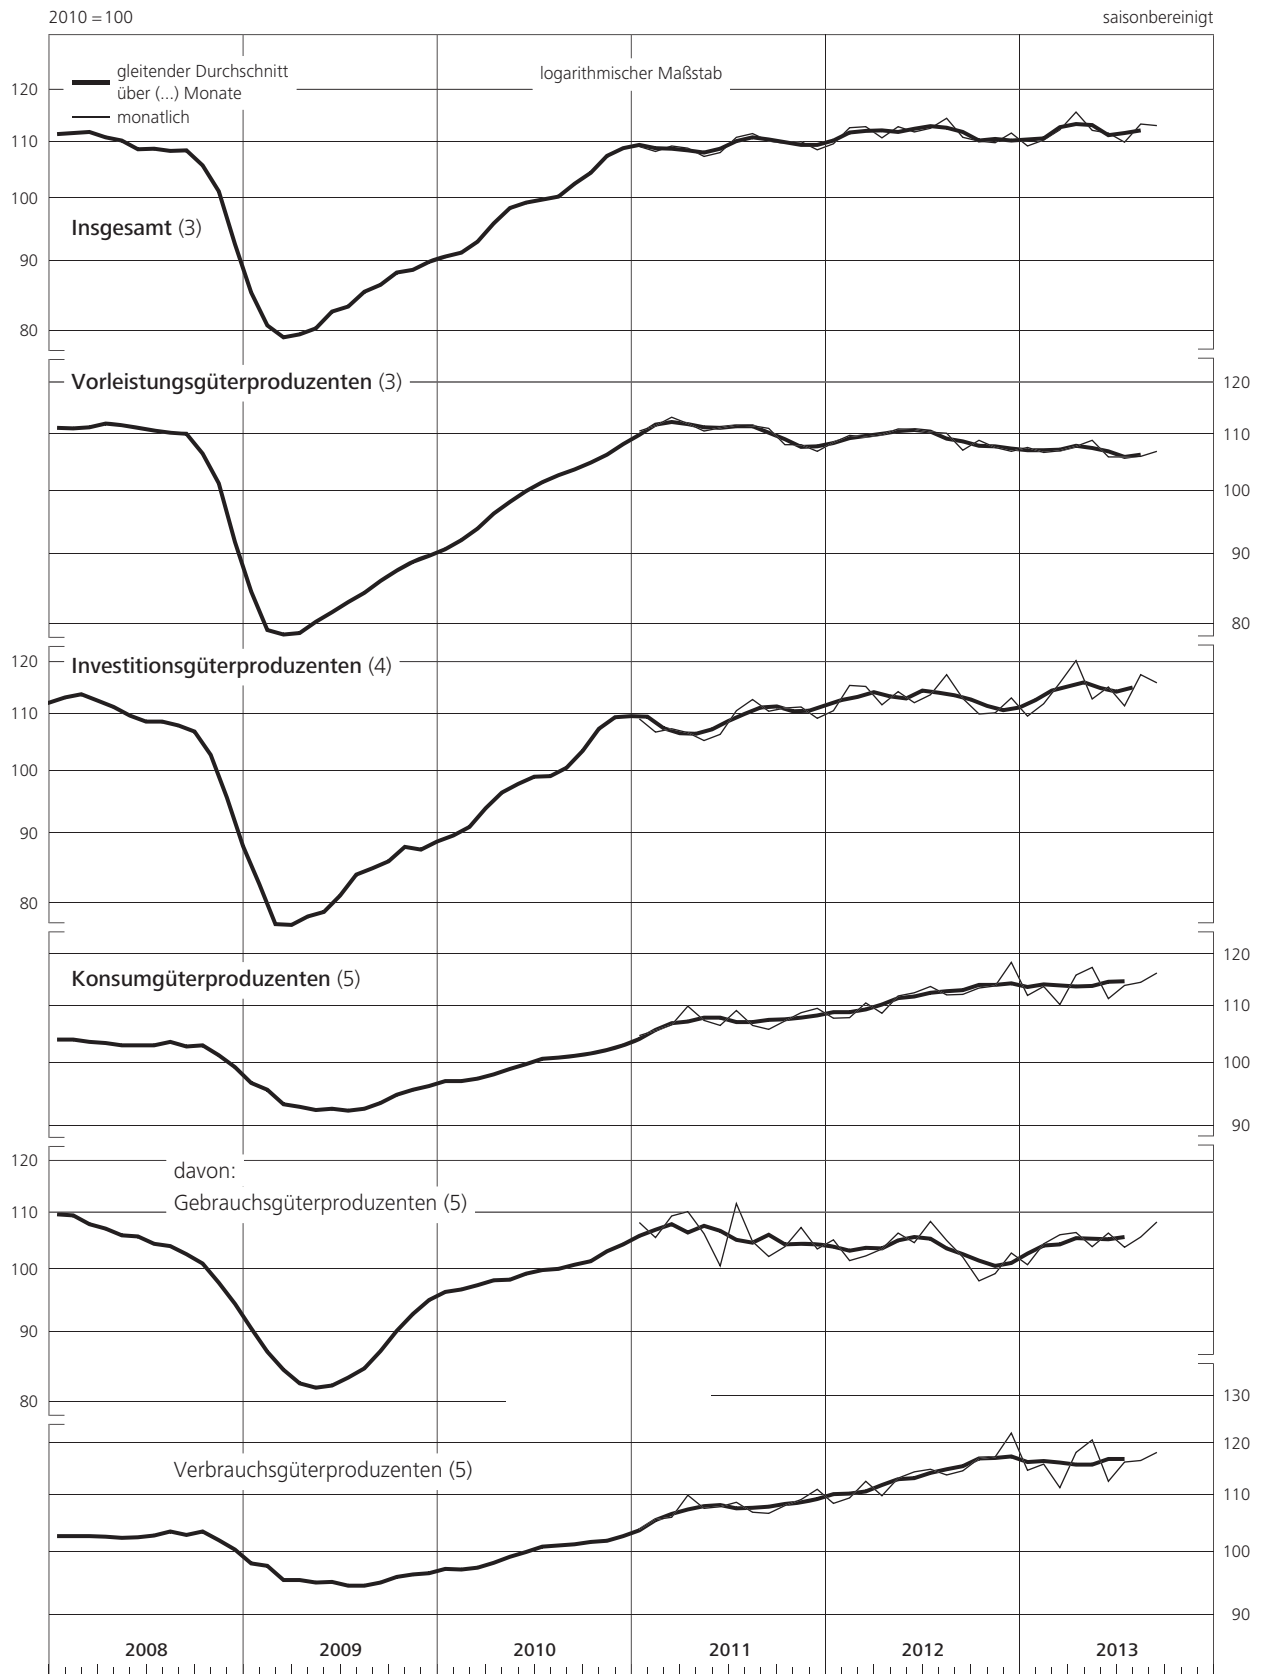 2010 = 100
saisonbereinigt
gleitender Durchschnitt
über (...) Monate
monatlich
logarithmischer Maßstab
120
110
100
90
80
Insgesamt (3)
Vorleistungsgüterproduzenten (3)
120
110
100
90
80
Investitionsgüterproduzenten (4)
120
110
100
90
80
Konsumgüterproduzenten (5)
120
110
100
90
davon:
Gebrauchsgüterproduzenten (5)
120
110
100
90
80
Verbrauchsgüterproduzenten (5)
130
120
110
100
90
2008
2009
2010
2011
2012
2013